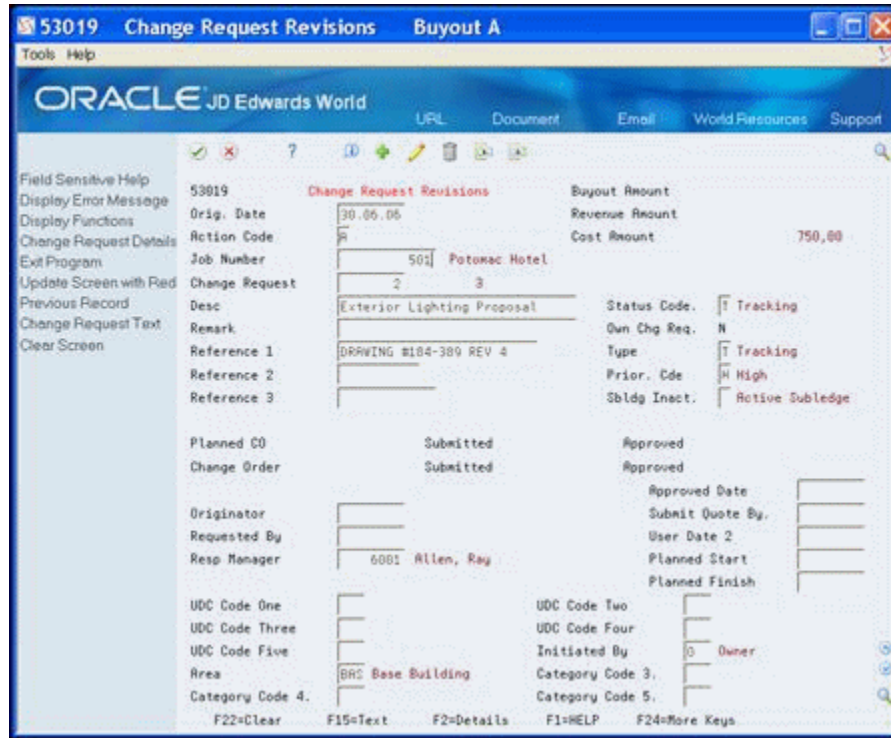 53019 Change Request Revisions Buyout A
Tools Help
ORACLE JD Edwards World
URL Document Email World Resources Support
Field Sensitive Help
Display Error Message
Display Functions
Change Request Details
Exit Program
Update Screen with Red
Previous Record
Change Request Text
Clear Screen
53019 Change Request Revisions Buyout Amount
Orig. Date 30.06.06 Revenue Amount
Action Code A Cost Amount 750,00
Job Number 501 Potomac Hotel
Change Request 2 3
Desc Exterior Lighting Proposal Status Code. T Tracking
Remark Own Chg Req. N
Reference 1 DRAWING #184-389 REV 4 Type T Tracking
Reference 2 Prior. Cde H High
Reference 3 Sbldg Inact. Active Subledge
Planned CO Submitted Approved
Change Order Submitted Approved
Approved Date
Originator Submit Quote By.
Requested By User Date 2
Resp Manager 6001 Allen, Ray Planned Start
Planned Finish
UDC Code One UDC Code Two
UDC Code Three UDC Code Four
UDC Code Five Initiated By O Owner
Area BAS Base Building Category Code 3.
Category Code 4. Category Code 5.
F22=Clear F15=Text F2=Details F1=HELP F24=More Keys